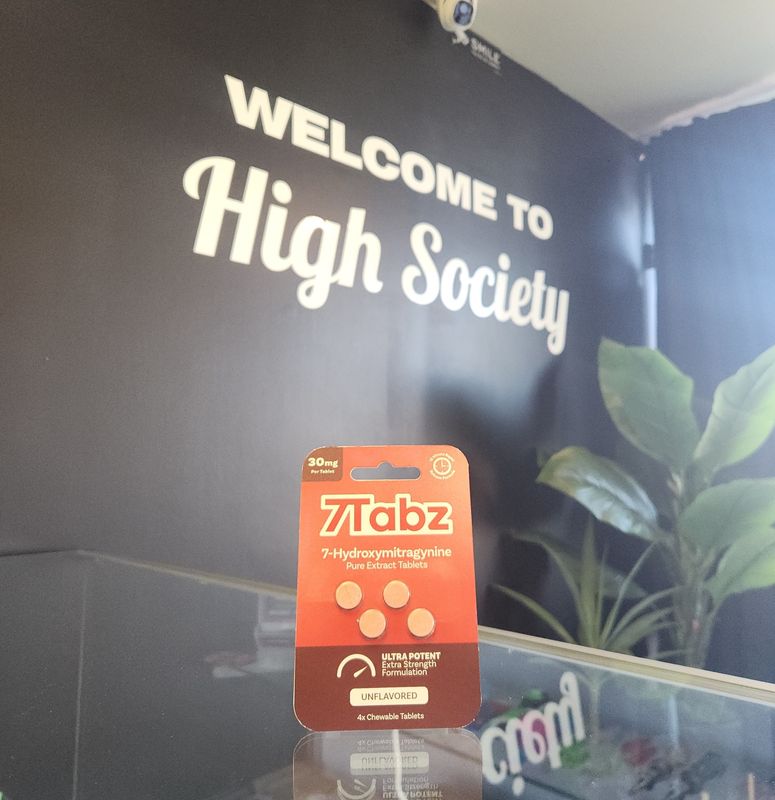 SMILE
WELCOME TO
High Society
30mg
Per Tablet
7Tabz
7-Hydroxymitragynine
Pure Extract Tablets
ULTRA POTENT
Extra Strength
Formulation
UNFLAVORED
4x Chewable Tablets